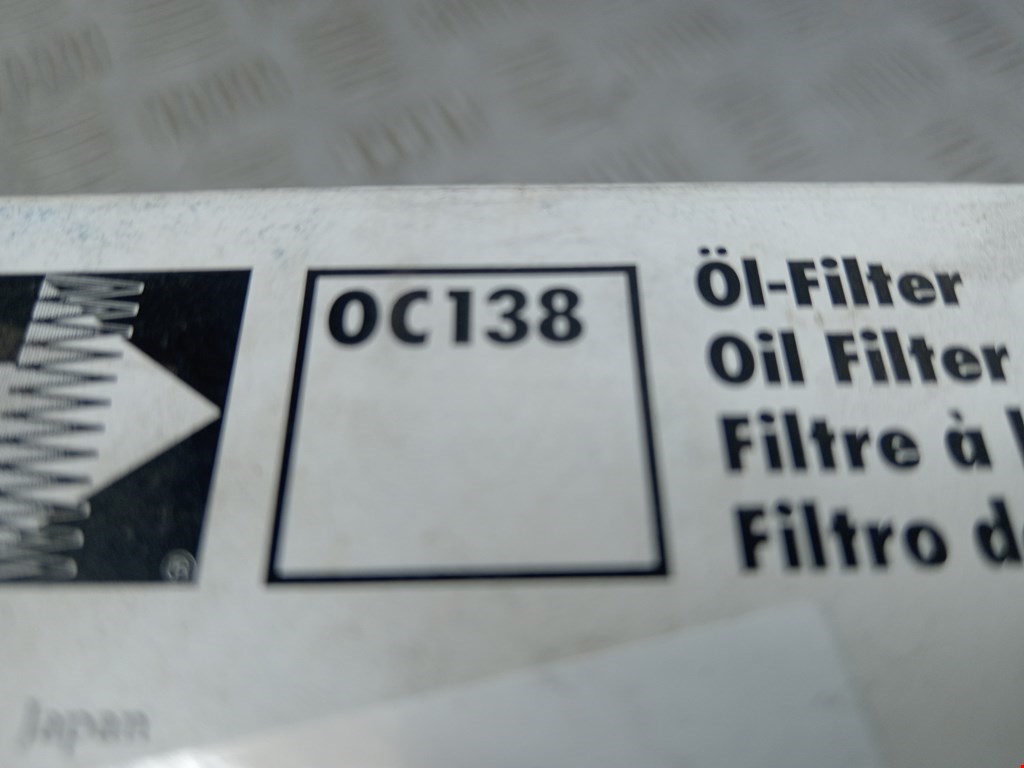 OC138
Öl-Filter
Oil Filter
Filtre à
Filtro
®
Japan